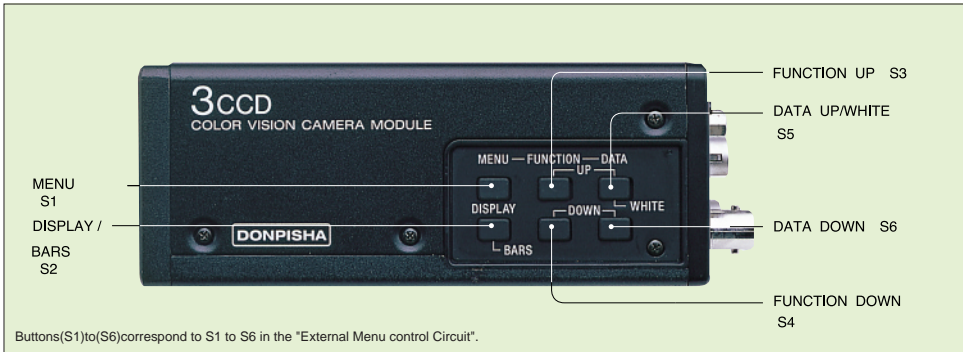 3CCD
COLOR VISION CAMERA MODULE
MENU — FUNCTION — DATA
UP
DISPLAY
DOWN
WHITE
BARS
DONPISHA
MENU
S1
DISPLAY /
BARS
S2
FUNCTION UP S3
DATA UP/WHITE
S5
DATA DOWN S6
FUNCTION DOWN
S4
Buttons(S1)to(S6)correspond to S1 to S6 in the "External Menu control Circuit".